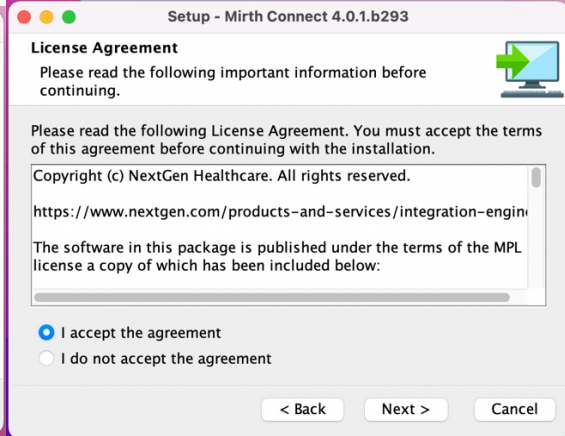 Setup - Mirth Connect 4.0.1.b293
License Agreement
Please read the following important information before
continuing.
Please read the following License Agreement. You must accept the terms
of this agreement before continuing with the installation.
Copyright (c) NextGen Healthcare. All rights reserved.
https://www.nextgen.com/products-and-services/integration-engin
The software in this package is published under the terms of the MPL
license a copy of which has been included below:
I accept the agreement
I do not accept the agreement
< Back
Next >
Cancel